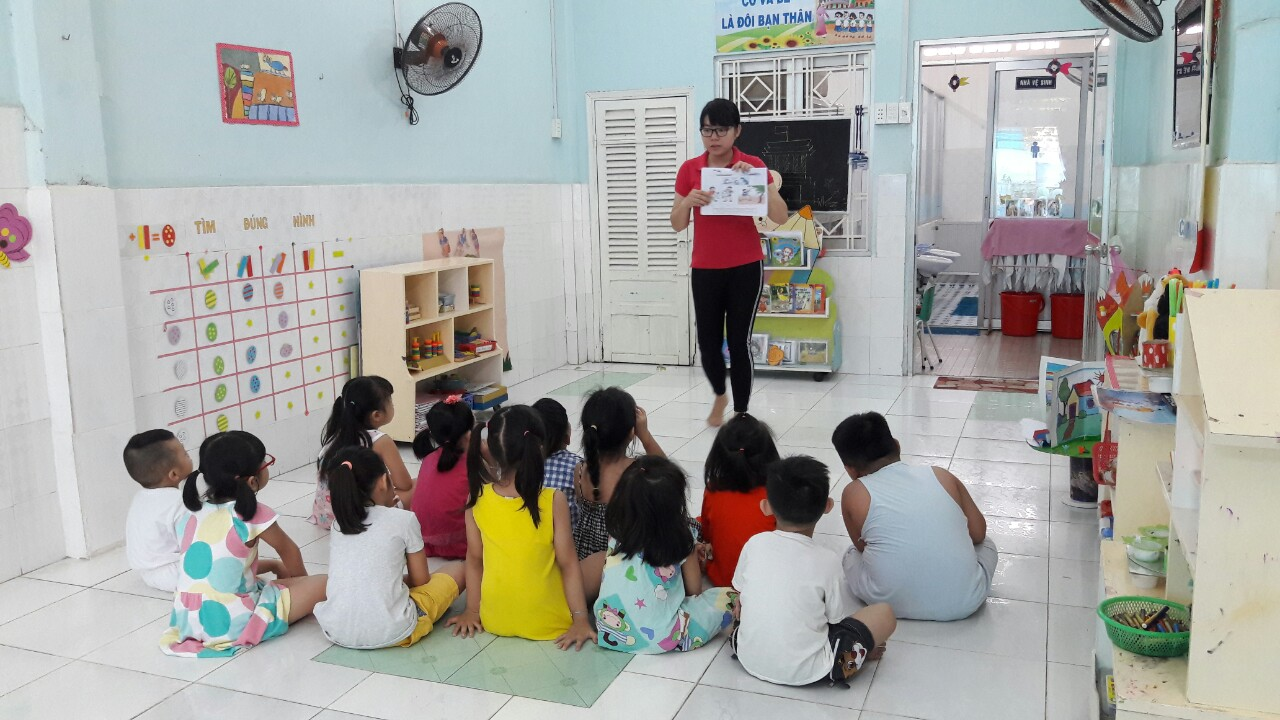 CÔ VÀ BÉ
LÀ ĐÔI BẠN THÂN
NHÀ VỆ SINH
TÌM ĐÚNG HÌNH